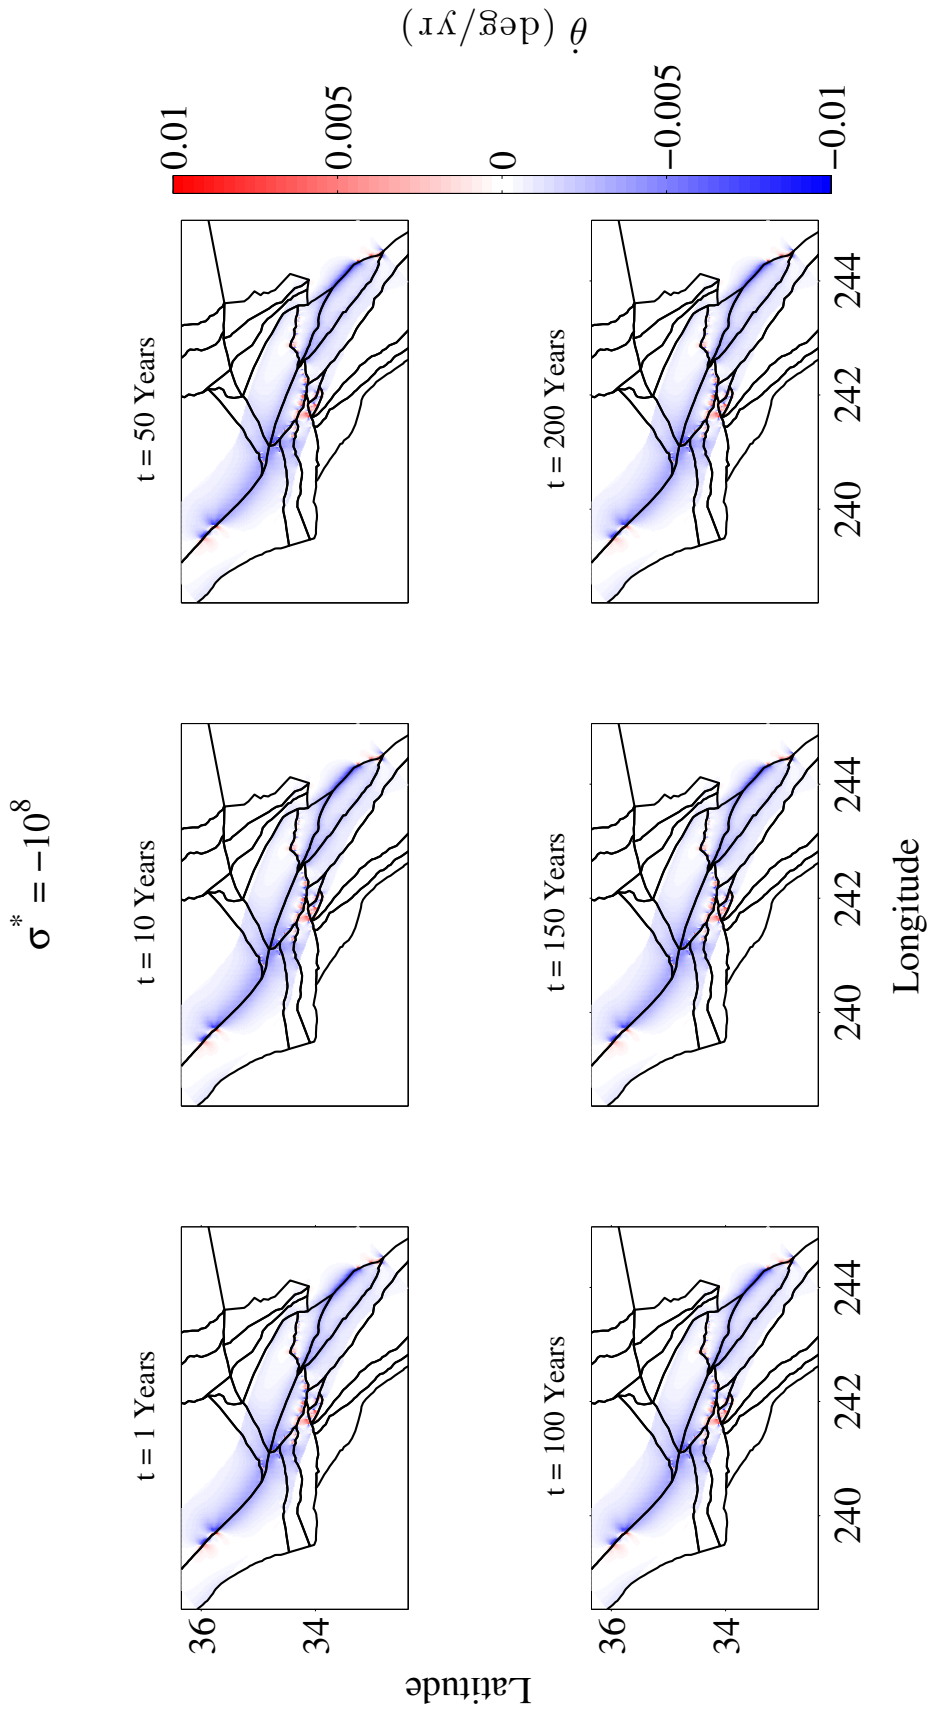 σ* = −10⁸
t = 1 Years
t = 10 Years
t = 50 Years
36
34
t = 100 Years
t = 150 Years
t = 200 Years
36
34
240
242
244
240
242
244
240
242
244
Latitude
Longitude
0.01
0.005
0
−0.005
−0.01
θ̇ (deg/yr)